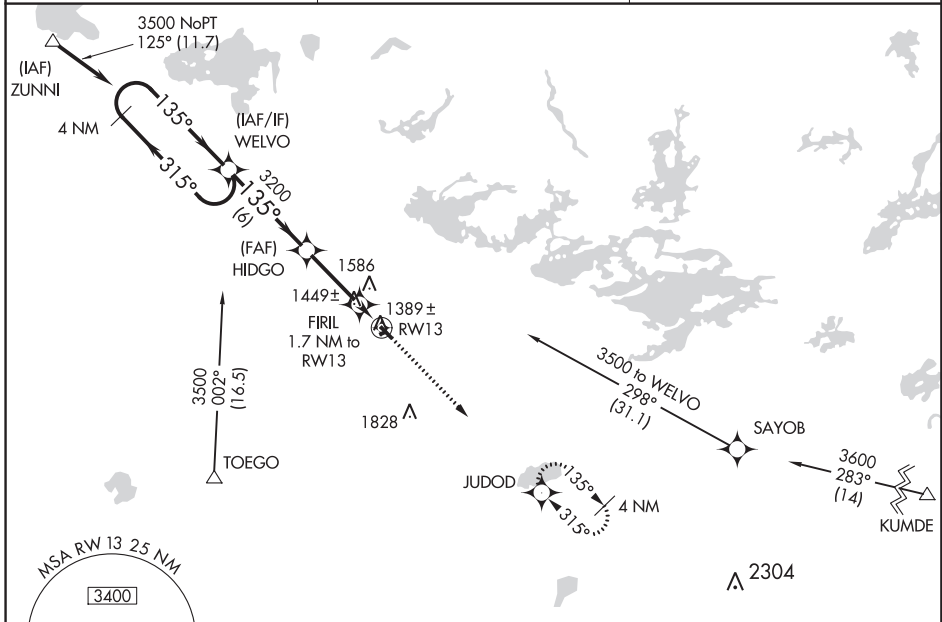 3500 NoPT
125° (11.7)
(IAF)
ZUNNI
4 NM
135°
315°
(IAF/IF)
WELVO
3200
135°
(6)
(FAF)
HIDGO
1586
1449±
1389±
RW13
FIRIL
1.7 NM to
RW13
3500
002°
(16.5)
TOEGO
1828
3500 to WELVO
298°
(31.1)
SAYOB
3600
283°
(14)
KUMDE
JUDOD
135°
315°
4 NM
2304
MSA RW 13 25 NM
3400